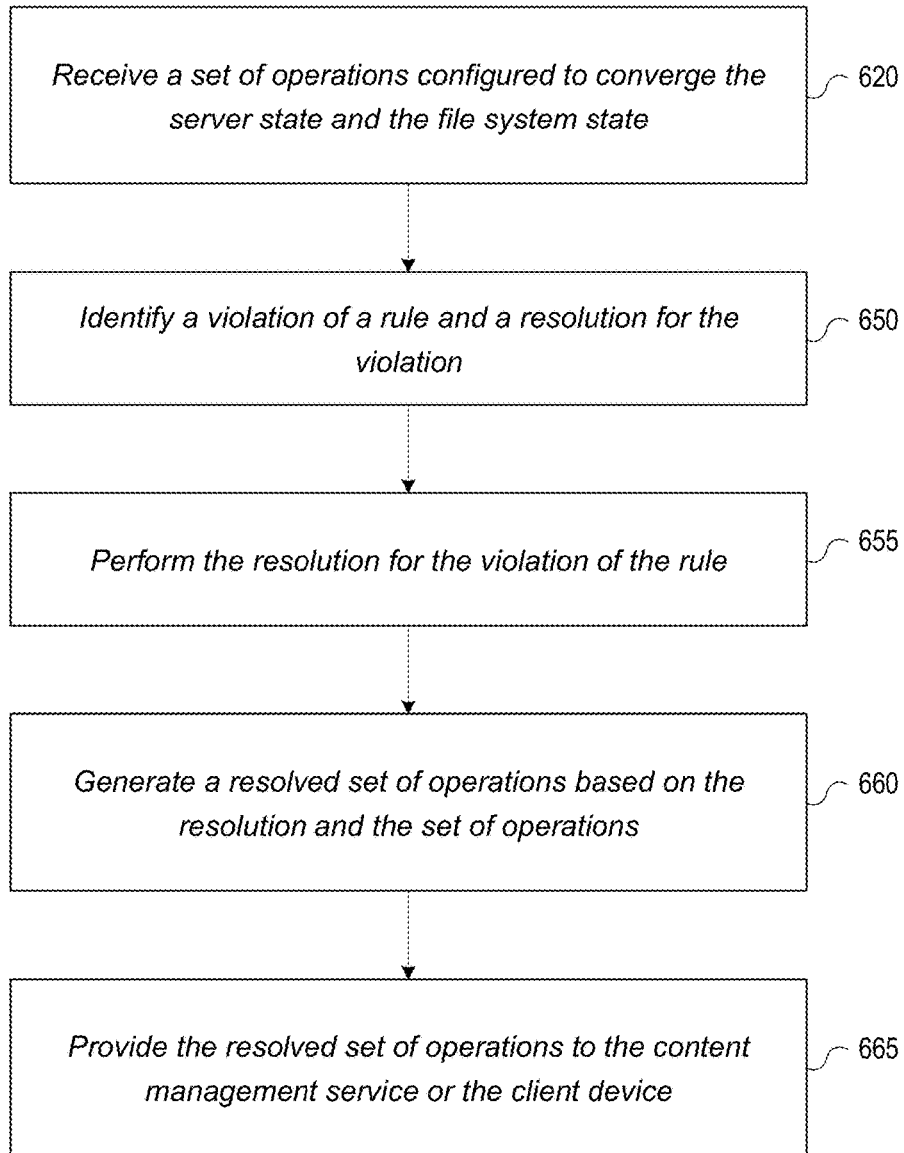 Receive a set of operations configured to converge the
server state and the file system state
620
Identify a violation of a rule and a resolution for the
violation
650
Perform the resolution for the violation of the rule
655
Generate a resolved set of operations based on the
resolution and the set of operations
660
Provide the resolved set of operations to the content
management service or the client device
665